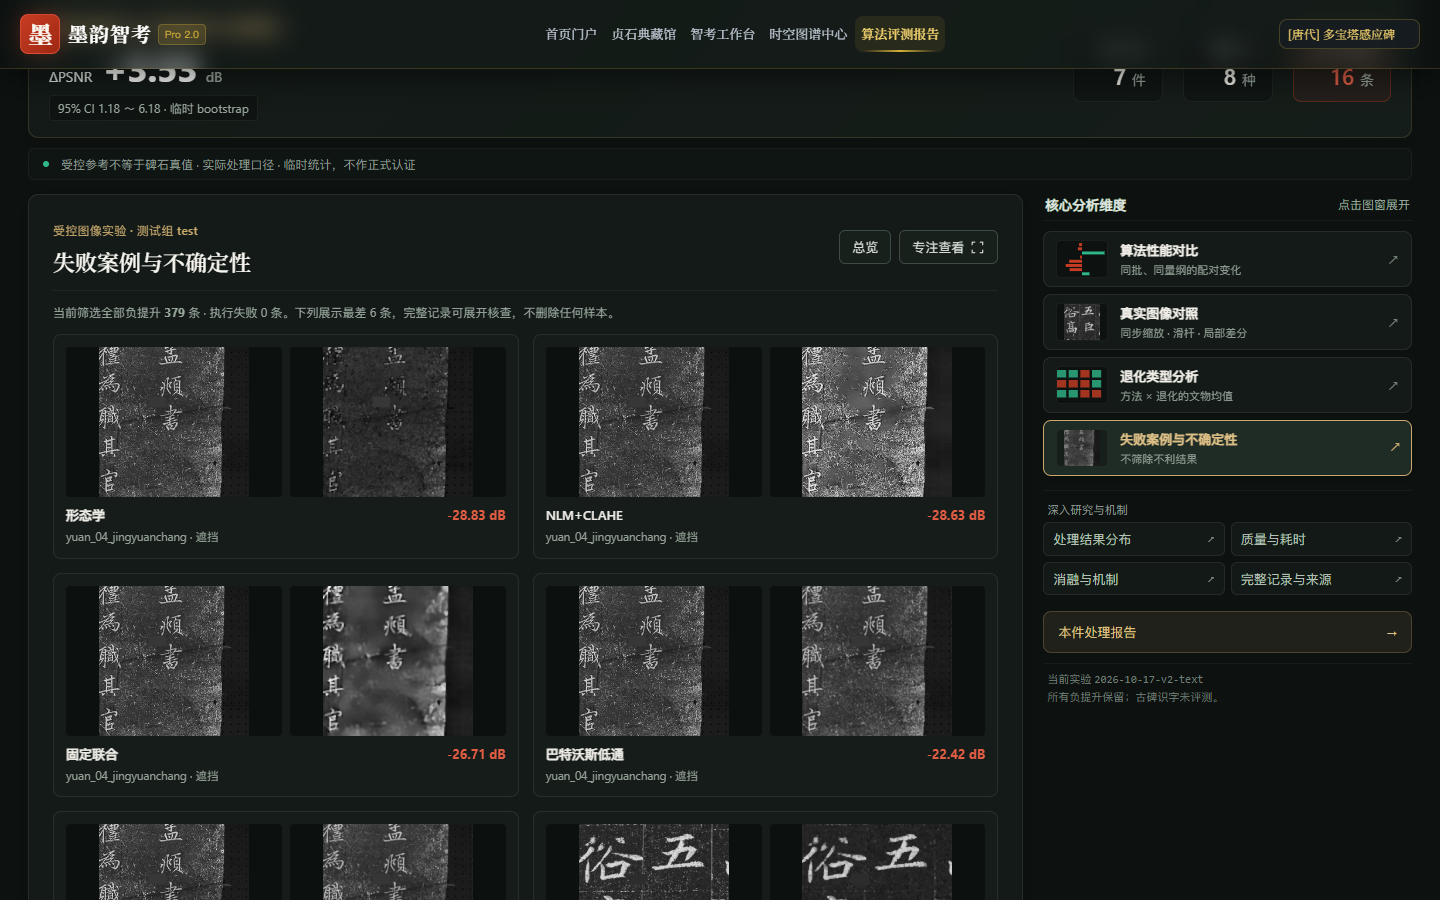 墨 墨韵智考 Pro 2.0
首页门户 贞石典藏馆 智考工作台 时空图谱中心 算法评测报告
[唐代] 多宝塔感应碑
ΔPSNR +3.53 dB
7 件 8 种 16 条
95% CI 1.18 ～ 6.18 · 临时 bootstrap
受控参考不等于碑石真值 · 实际处理口径 · 临时统计，不作正式认证
受控图像实验 · 测试组 test
失败案例与不确定性
总览 专注查看
当前筛选全部负提升 379 条 · 执行失败 0 条。下列展示最差 6 条，完整记录可展开核查，不删除任何样本。
形态学 -28.83 dB
yuan_04_jingyuanchang · 遮挡
NLM+CLAHE -28.63 dB
yuan_04_jingyuanchang · 遮挡
固定联合 -26.71 dB
yuan_04_jingyuanchang · 遮挡
巴特沃斯低通 -22.42 dB
yuan_04_jingyuanchang · 遮挡
俗 五
核心分析维度 点击图窗展开
算法性能对比 ↗
同批、同量纲的配对变化
真实图像对照 ↗
同步缩放 · 滑杆 · 局部差分
退化类型分析 ↗
方法 × 退化的文物均值
失败案例与不确定性 ↗
不筛除不利结果
深入研究与机制
处理结果分布 ↗
质量与耗时 ↗
消融与机制 ↗
完整记录与来源 ↗
本件处理报告 →
当前实验 2026-10-17-v2-text
所有负提升保留；古碑识字未评测。